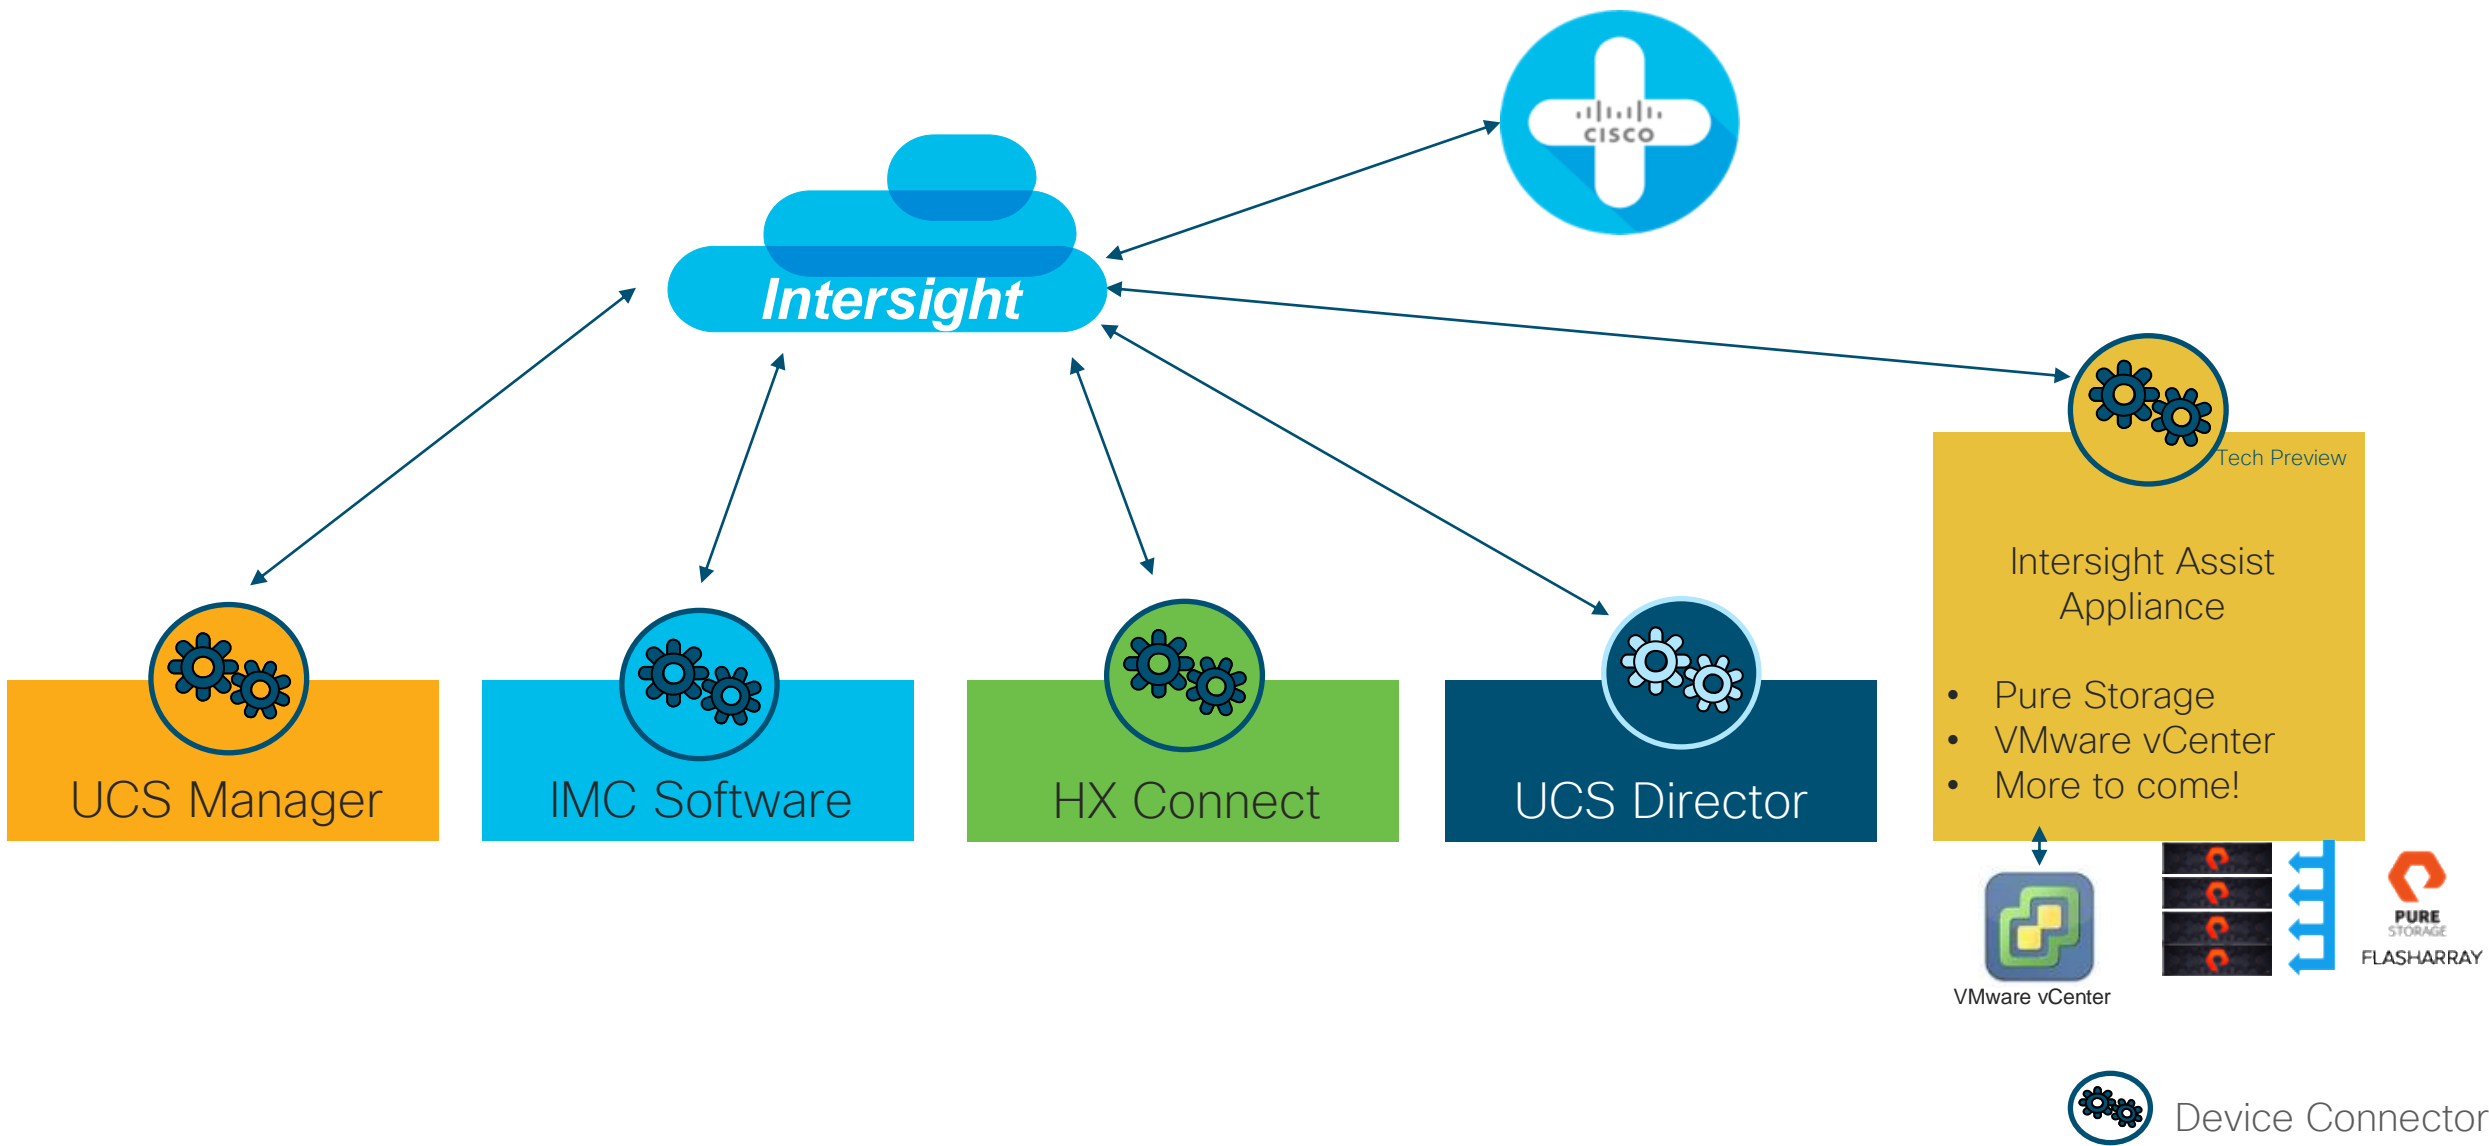 CISCO
Intersight
Tech Preview
Intersight Assist
Appliance
• Pure Storage
• VMware vCenter
• More to come!
UCS Manager
IMC Software
HX Connect
UCS Director
PURE
STORAGE
FLASHARRAY
VMware vCenter
Device Connector